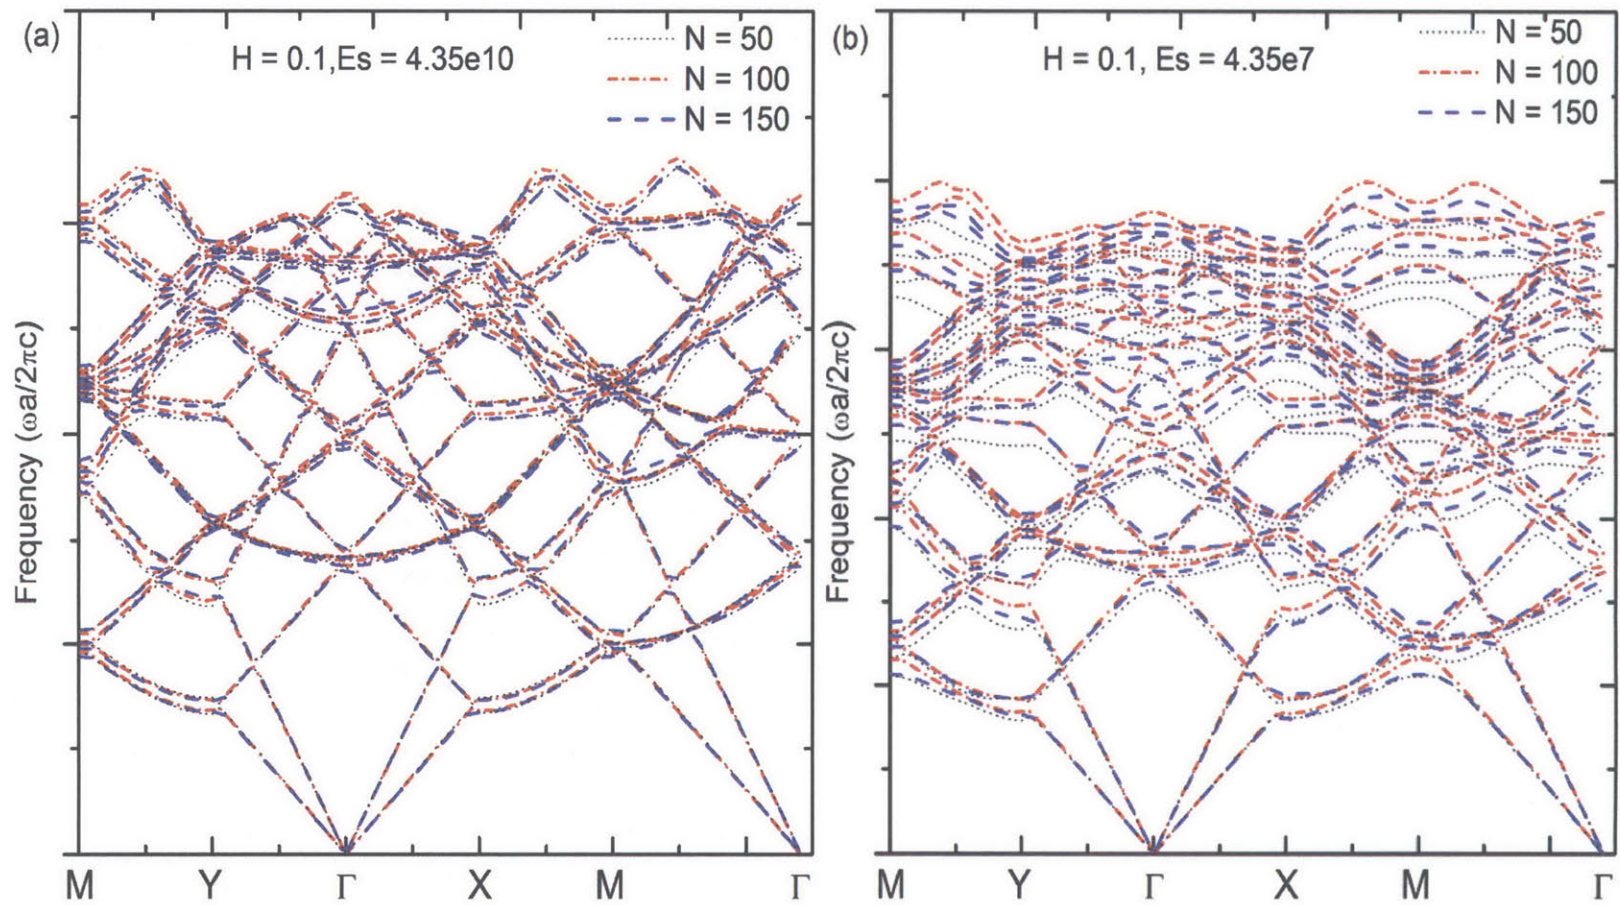 (a)
H = 0.1,Es = 4.35e10
N = 50
N = 100
N = 150
Frequency (ωa/2πc)
M Y Γ X M Γ
(b)
H = 0.1, Es = 4.35e7
N = 50
N = 100
N = 150
Frequency (ωa/2πc)
M Y Γ X M Γ